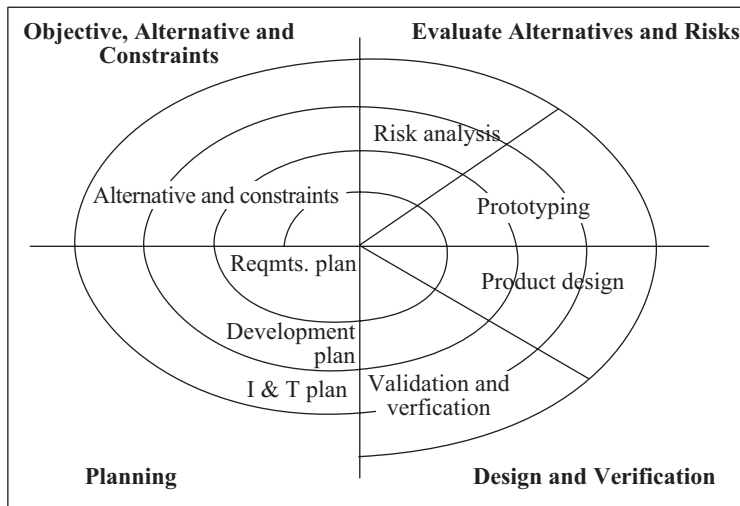 Objective, Alternative and
Constraints
Evaluate Alternatives and Risks
Risk analysis
Alternative and constraints
Prototyping
Reqmts. plan
Product design
Development
plan
I & T plan
Validation and
verfication
Planning
Design and Verification